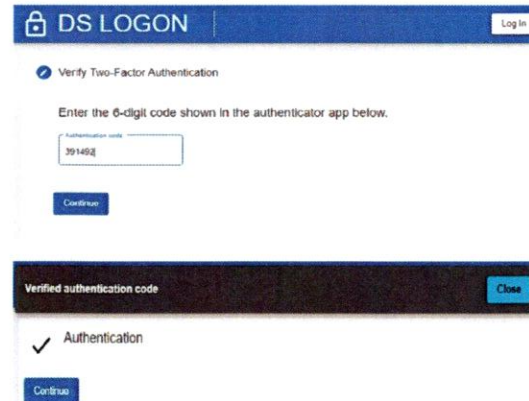 DS LOGON
Log In
Verify Two-Factor Authentication
Enter the 6-digit code shown in the authenticator app below.
Authentication code
391492
Continue
Verified authentication code
Close
Authentication
Continue